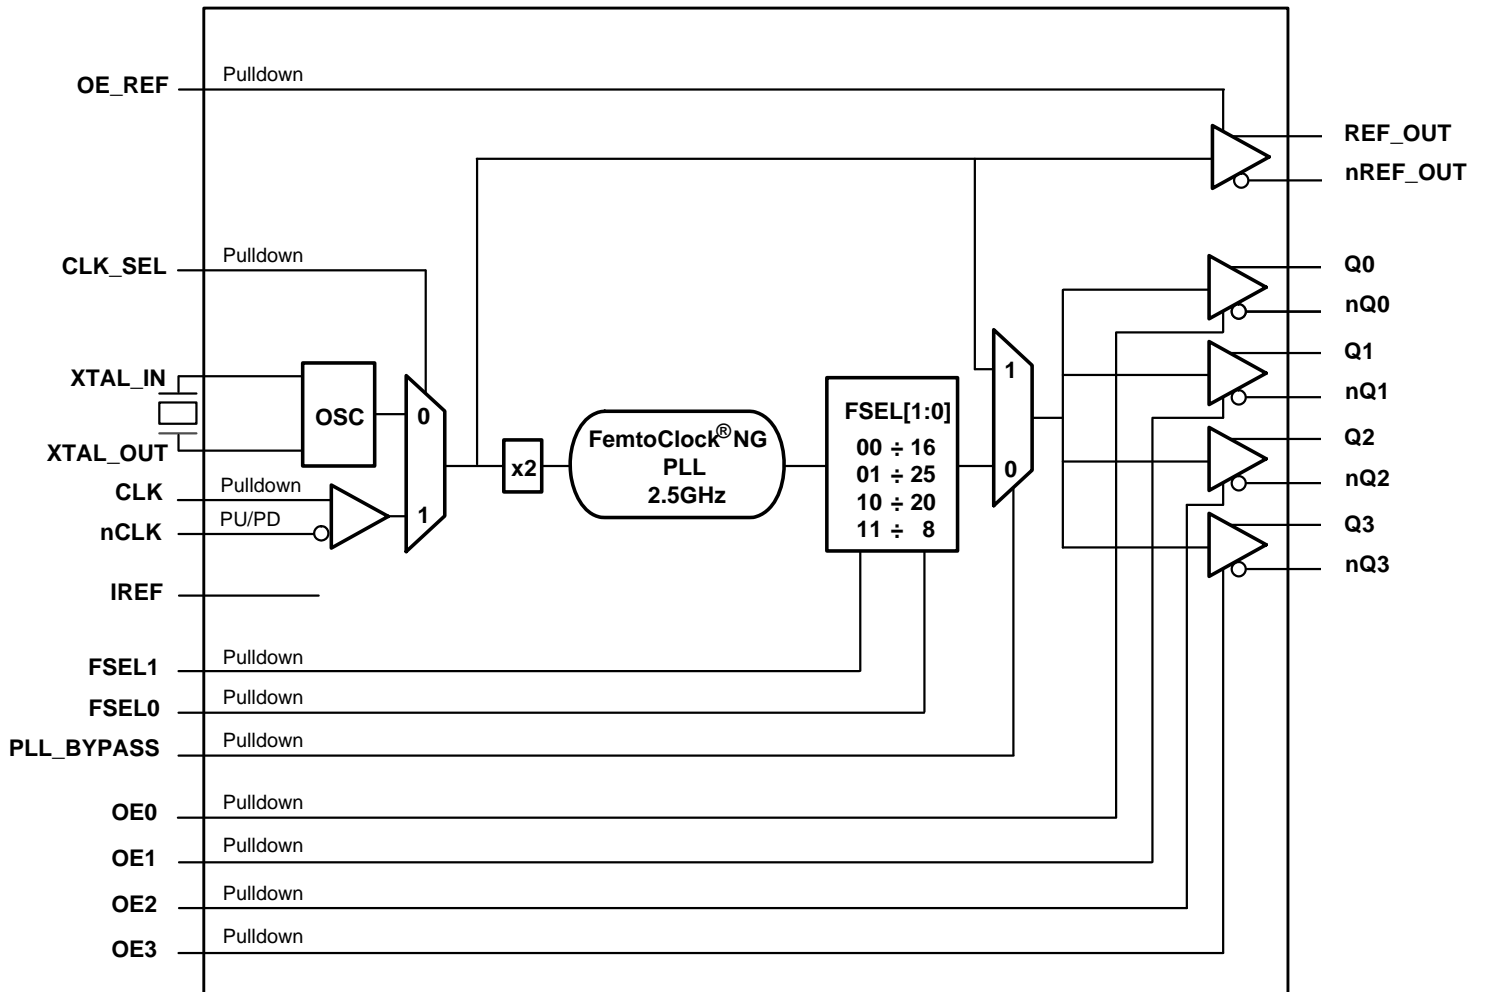 OE_REF
Pulldown
REF_OUT
nREF_OUT
CLK_SEL
Pulldown
Q0
nQ0
Q1
nQ1
Q2
nQ2
Q3
nQ3
XTAL_IN
XTAL_OUT
OSC
0
1
CLK
Pulldown
nCLK
PU/PD
x2
FemtoClock® NG
PLL
2.5GHz
FSEL[1:0]
00 ÷ 16
01 ÷ 25
10 ÷ 20
11 ÷ 8
1
0
IREF
FSEL1
Pulldown
FSEL0
Pulldown
PLL_BYPASS
Pulldown
OE0
Pulldown
OE1
Pulldown
OE2
Pulldown
OE3
Pulldown